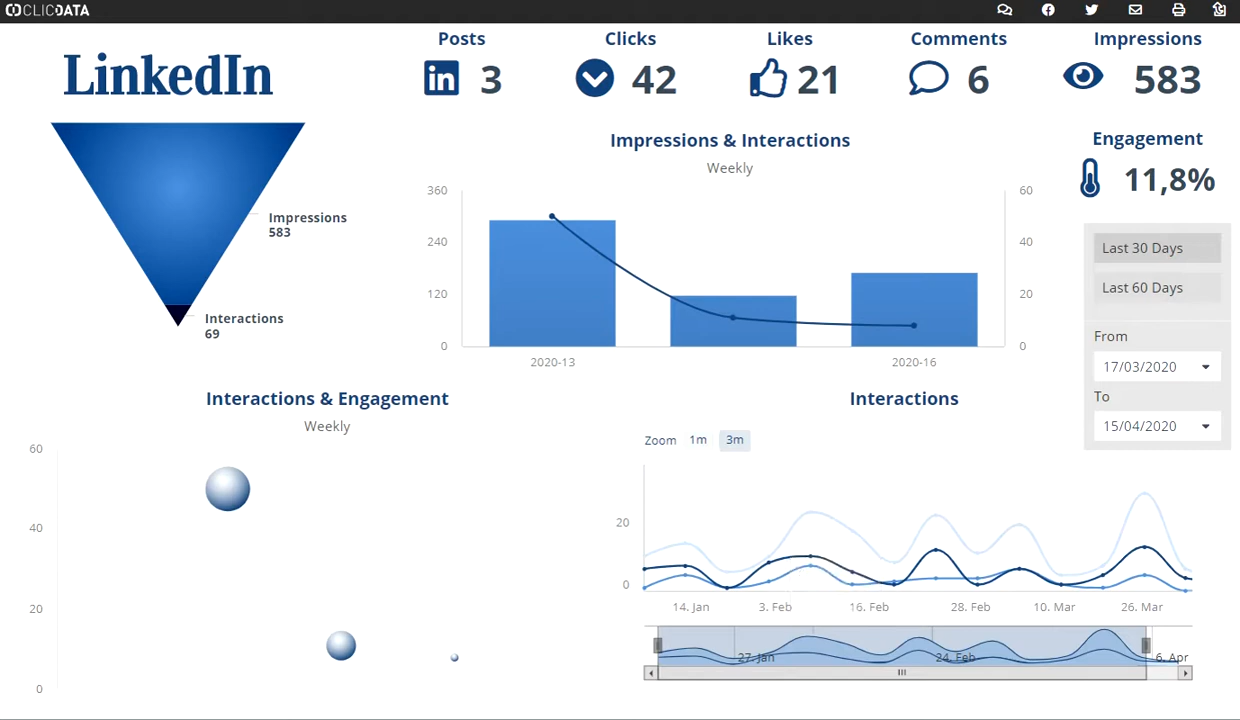 CLICDATA
Posts
Clicks
Likes
Comments
Impressions
LinkedIn
in
3
42
21
6
583
Impressions & Interactions
Weekly
Engagement
11,8%
Impressions
583
Interactions
69
360
240
120
0
60
40
20
0
2020-13
2020-16
Last 30 Days
Last 60 Days
From
17/03/2020
To
15/04/2020
Interactions & Engagement
Weekly
60
40
20
0
Interactions
Zoom 1m 3m
20
0
14. Jan
3. Feb
16. Feb
28. Feb
10. Mar
26. Mar
27. Jan
24. Feb
6. Apr